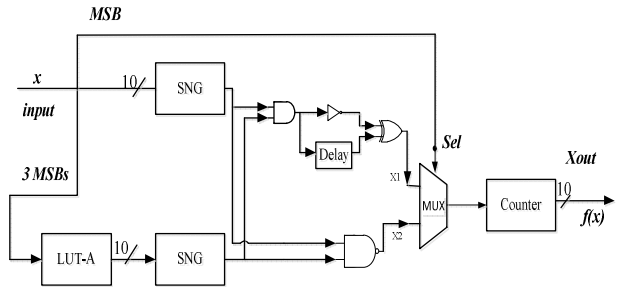 MSB
x
input
10
SNG
Delay
Sel
Xout
X1
MUX
Counter
10
f(x)
3 MSBs
X2
LUT-A
10
SNG